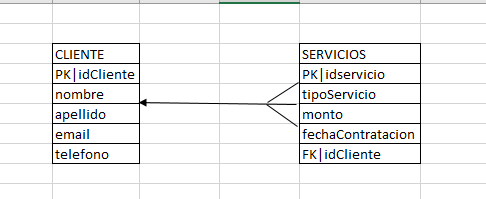 CLIENTE
PK|idCliente
nombre
apellido
email
telefono
SERVICIOS
PK|idservicio
tipoServicio
monto
fechaContratacion
FK|idCliente